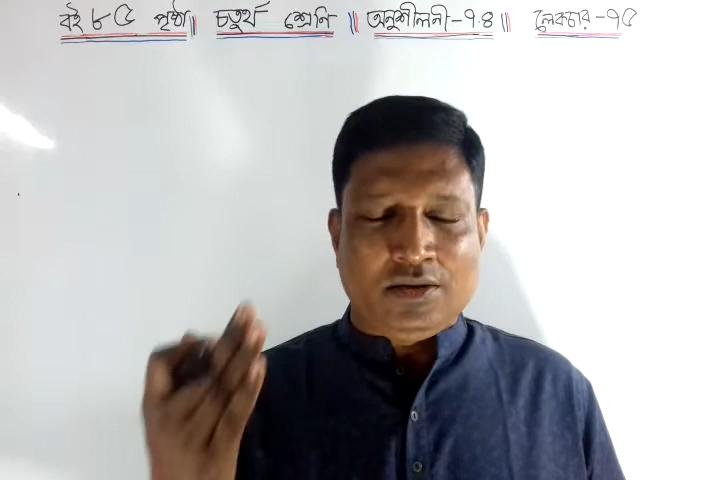 বই ৮৫ পৃষ্ঠা || চতুর্থ শ্রেনি || অনুশীলনী-৭.৪ || লেকচার-৭৫